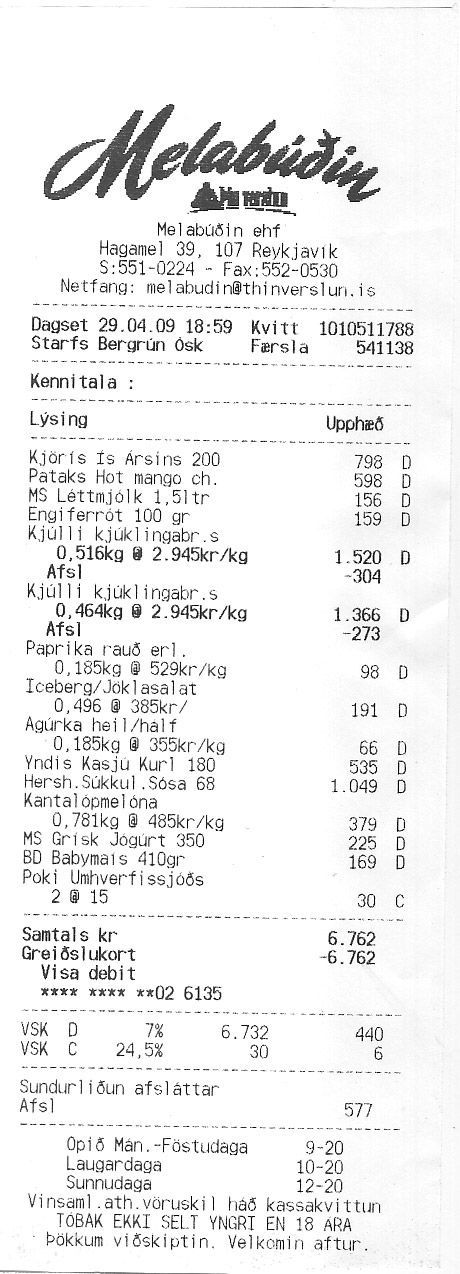 Melabúðin
Þín verslun
Melabúðin ehf
Hagamel 39, 107 Reykjavík
S:551-0224 - Fax:552-0530
Netfang: melabudin@thinverslun.is
Dagset 29.04.09 18:59 Kvitt 1010511788
Starfs Bergrún Ósk Færsla 541138
Kennitala :
Lýsing Upphæð
Kjörís Ís Ársins 200 798 D
Pataks Hot mango ch. 598 D
MS Léttmjólk 1,5ltr 156 D
Engiferrót 100 gr 159 D
Kjúlli kjúklingabr.s
0,516kg @ 2.945kr/kg 1.520 D
Afsl -304
Kjúlli kjúklingabr.s
0,464kg @ 2.945kr/kg 1.366 D
Afsl -273
Paprika rauð erl.
0,185kg @ 529kr/kg 98 D
Iceberg/Jöklasalat
0,496 @ 385kr/ 191 D
Agúrka heil/hálf
0,185kg @ 355kr/kg 66 D
Yndis Kasjú Kurl 180 535 D
Hersh.Súkkul.Sósa 68 1.049 D
Kantalópmelóna
0,781kg @ 485kr/kg 379 D
MS Grísk Jógúrt 350 225 D
BD Babymais 410gr 169 D
Poki Umhverfissjóðs
2 @ 15 30 C
Samtals kr 6.762
Greiðslukort -6.762
Visa debit
**** **** **02 6135
VSK D 7% 6.732 440
VSK C 24,5% 30 6
Sundurliðun afsláttar
Afsl 577
Opið Mán.-Föstudaga 9-20
Laugardaga 10-20
Sunnudaga 12-20
Vinsaml.ath.vöruskil háð kassakvittun
TÓBAK EKKI SELT YNGRI EN 18 ÁRA
Þökkum viðskiptin. Velkomin aftur.